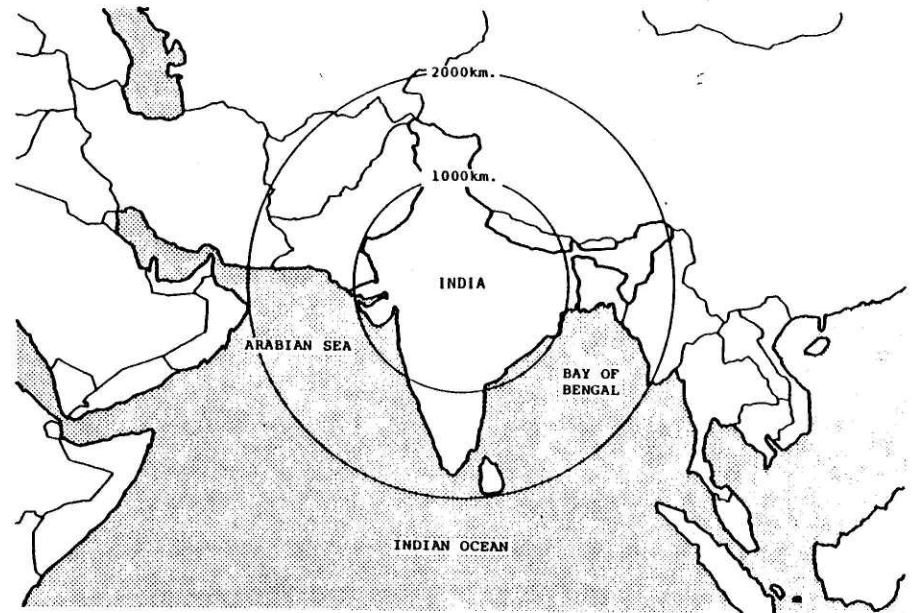 2000km.
1000km.
INDIA
ARABIAN SEA
BAY OF
BENGAL
INDIAN OCEAN